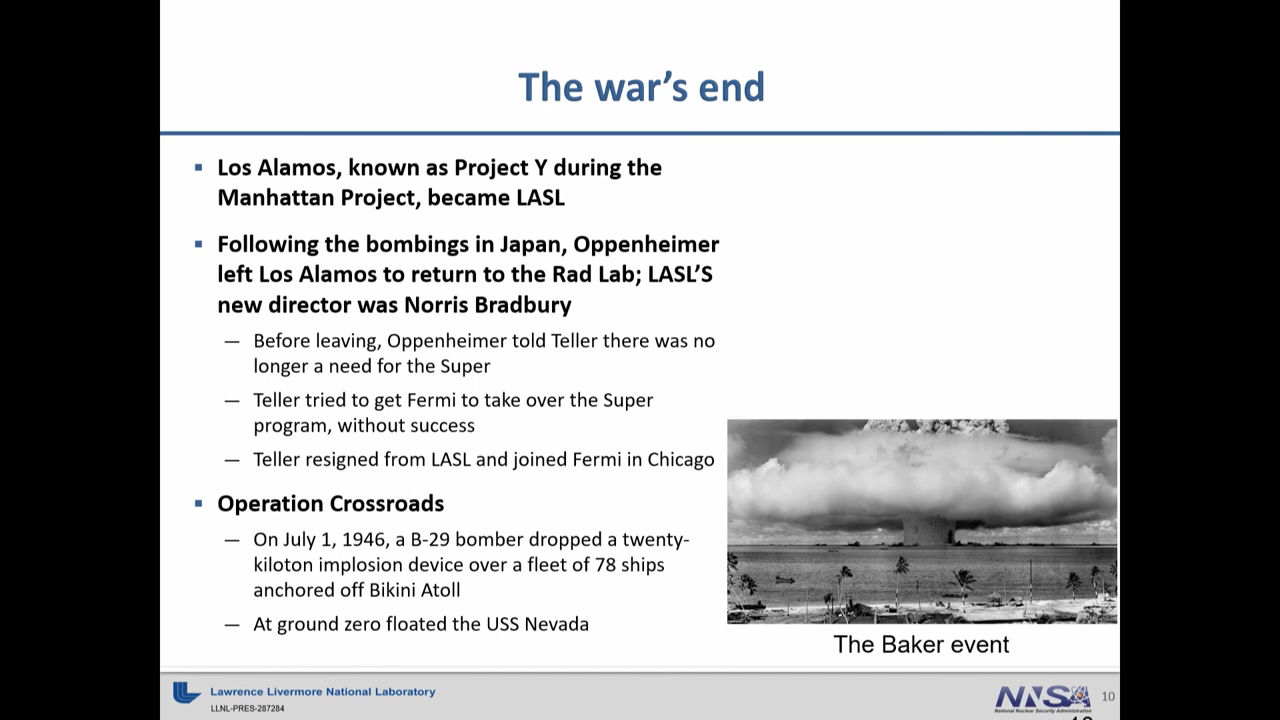 The war's end
▪ Los Alamos, known as Project Y during the
Manhattan Project, became LASL
▪ Following the bombings in Japan, Oppenheimer
left Los Alamos to return to the Rad Lab; LASL'S
new director was Norris Bradbury
— Before leaving, Oppenheimer told Teller there was no
longer a need for the Super
— Teller tried to get Fermi to take over the Super
program, without success
— Teller resigned from LASL and joined Fermi in Chicago
▪ Operation Crossroads
— On July 1, 1946, a B-29 bomber dropped a twenty-
kiloton implosion device over a fleet of 78 ships
anchored off Bikini Atoll
— At ground zero floated the USS Nevada
The Baker event
Lawrence Livermore National Laboratory
LLNL-PRES-287284
NNSA
National Nuclear Security Administration
10